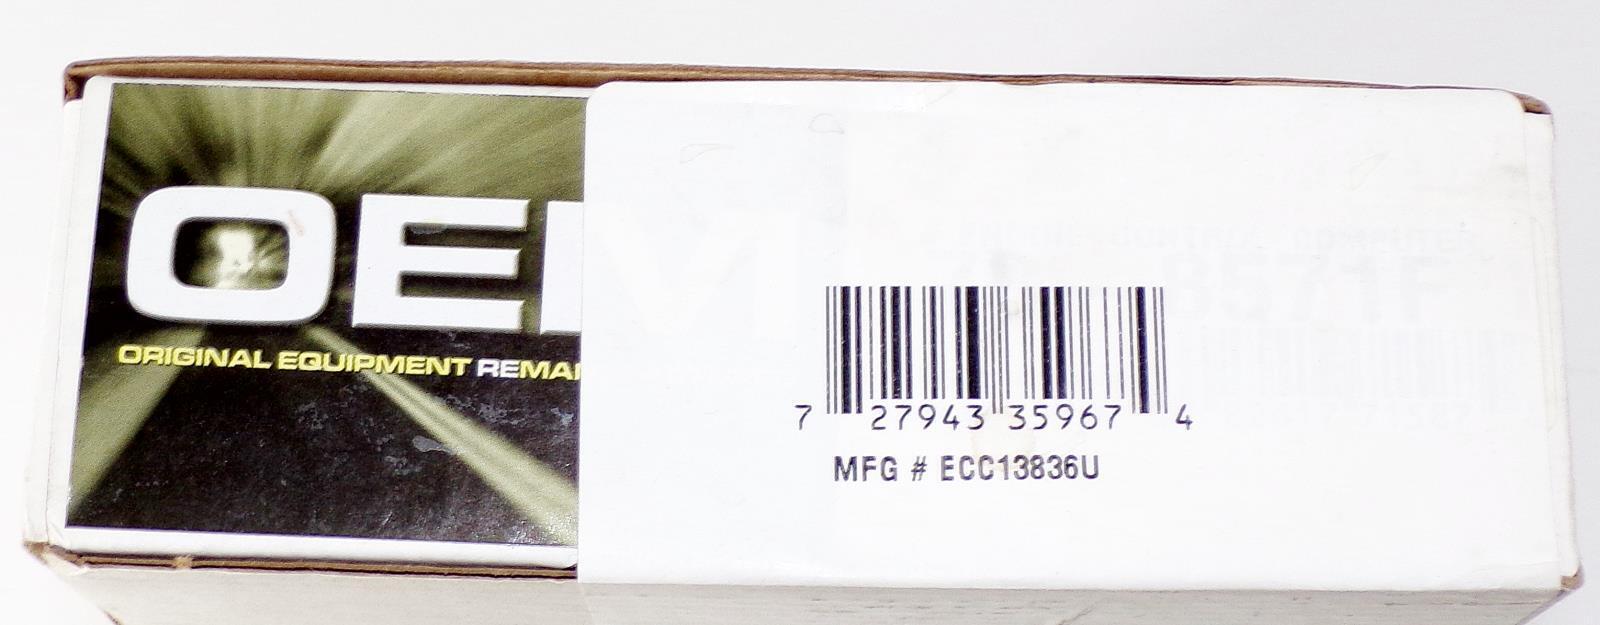 OE
ORIGINAL EQUIPMENT REMA
7 27943 35967 4
MFG # ECC13836U